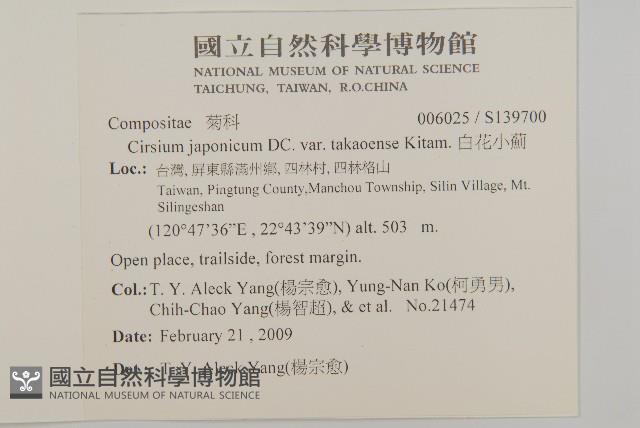 國立自然科學博物館
NATIONAL MUSEUM OF NATURAL SCIENCE
TAICHUNG, TAIWAN, R.O.CHINA
Compositae 菊科 006025 / S139700
Cirsium japonicum DC. var. takaoense Kitam. 白花小薊
Loc.: 台灣, 屏東縣滿州鄉, 四林村, 四林格山
Taiwan, Pingtung County,Manchou Township, Silin Village, Mt.
Silingeshan
(120°47’36”E , 22°43’39”N) alt. 503 m.
Open place, trailside, forest margin.
Col.: T. Y. Aleck Yang(楊宗愈), Yung-Nan Ko(柯勇男),
Chih-Chao Yang(楊智超), & et al. No.21474
Date: February 21 , 2009
Det.: T. Y. Aleck Yang(楊宗愈)
國立自然科學博物館
NATIONAL MUSEUM OF NATURAL SCIENCE